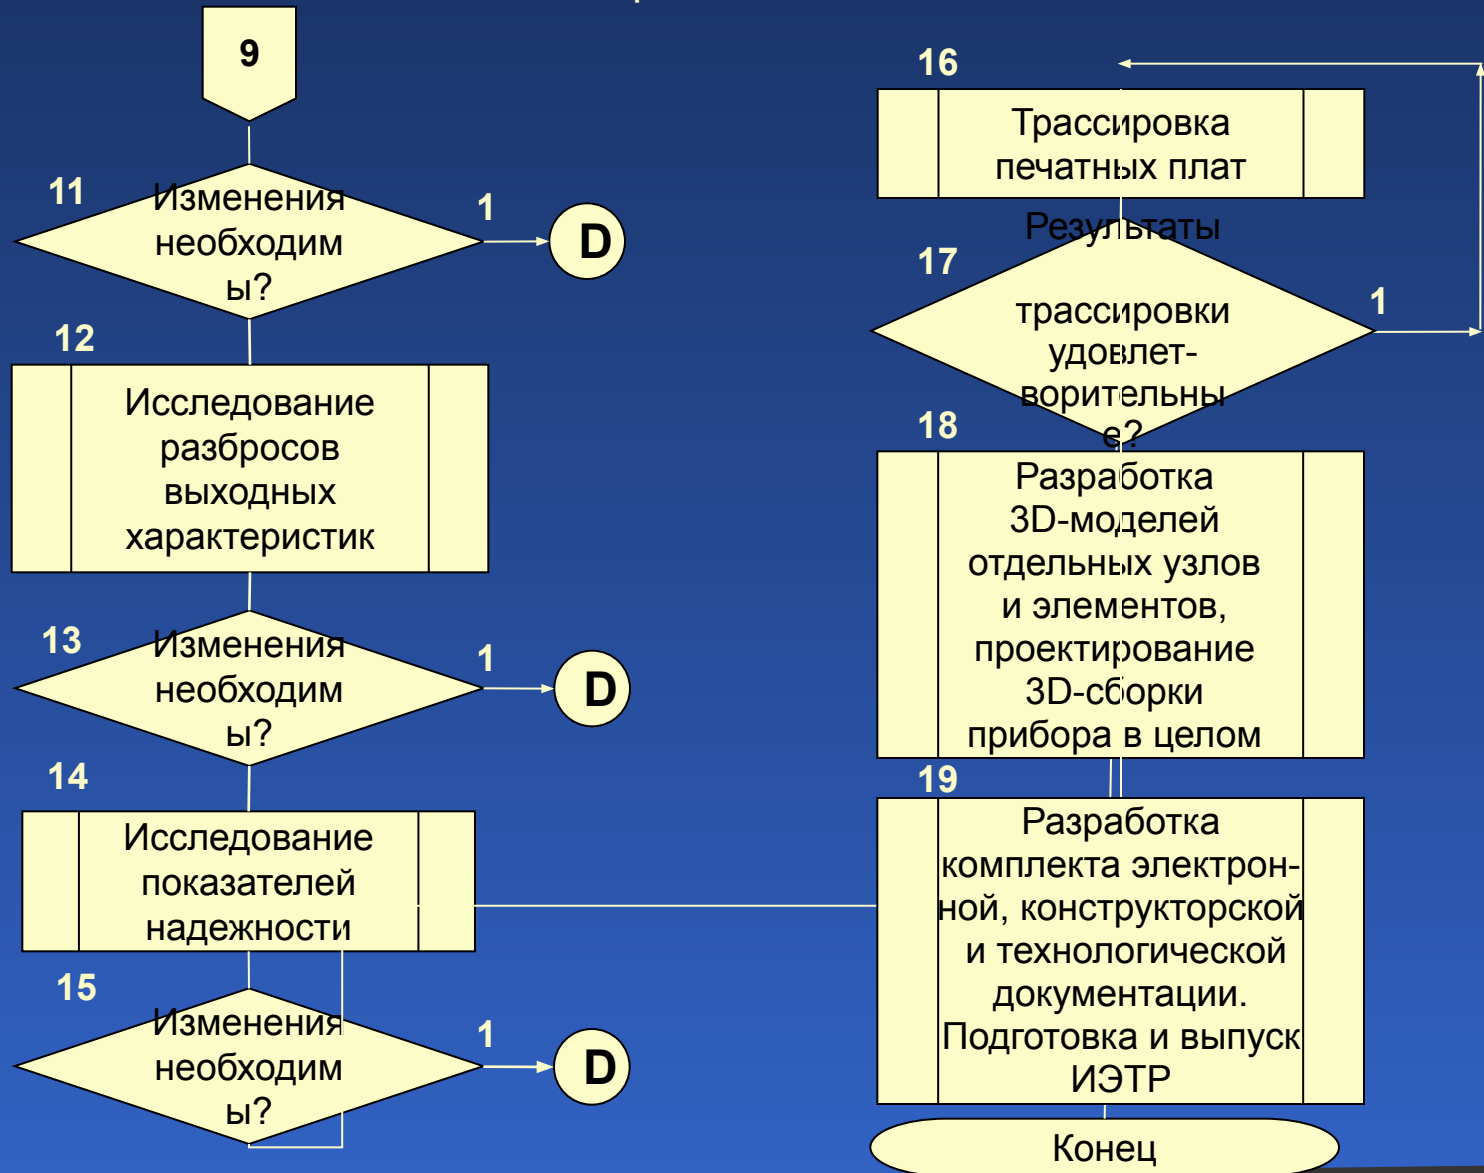 9
11
Изменения
необходим
ы?
1
D
12
Исследование
разбросов
выходных
характеристик
13
Изменения
необходим
ы?
1
D
14
Исследование
показателей
надежности
15
Изменения
необходим
ы?
1
D
16
Трассировка
печатных плат
17
Результаты
трассировки
удовлет-
ворительны
е?
1
18
Разработка
3D-моделей
отдельных узлов
и элементов,
проектирование
3D-сборки
прибора в целом
19
Разработка
комплекта электрон-
ной, конструкторской
и технологической
документации.
Подготовка и выпуск
ИЭТР
Конец